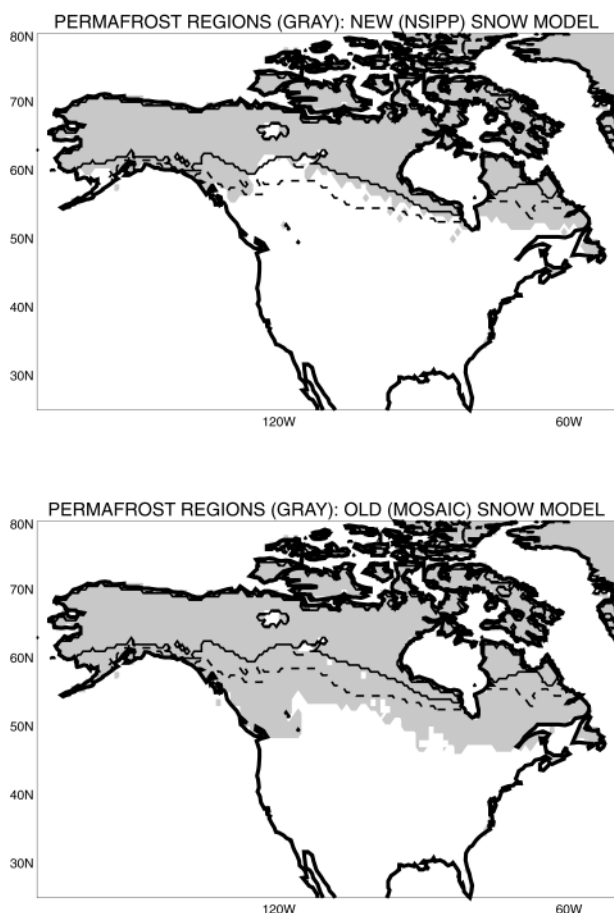 PERMAFROST REGIONS (GRAY): NEW (NSIPP) SNOW MODEL
80N
70N
60N
50N
40N
30N
120W 60W
PERMAFROST REGIONS (GRAY): OLD (MOSAIC) SNOW MODEL
80N
70N
60N
50N
40N
30N
120W 60W